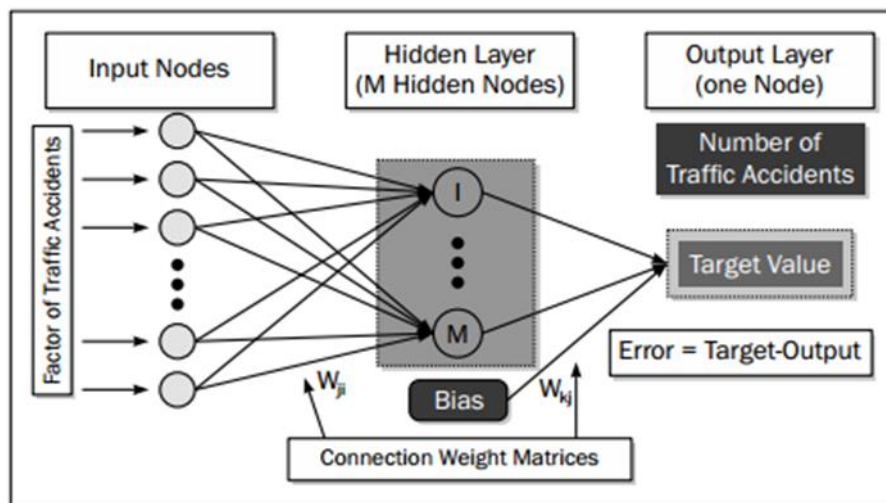 Input Nodes
Hidden Layer
(M Hidden Nodes)
Output Layer
(one Node)
Number of
Traffic Accidents
Factor of Traffic Accidents
I
M
Target Value
Error = Target-Output
Wji
Bias
Wkj
Connection Weight Matrices